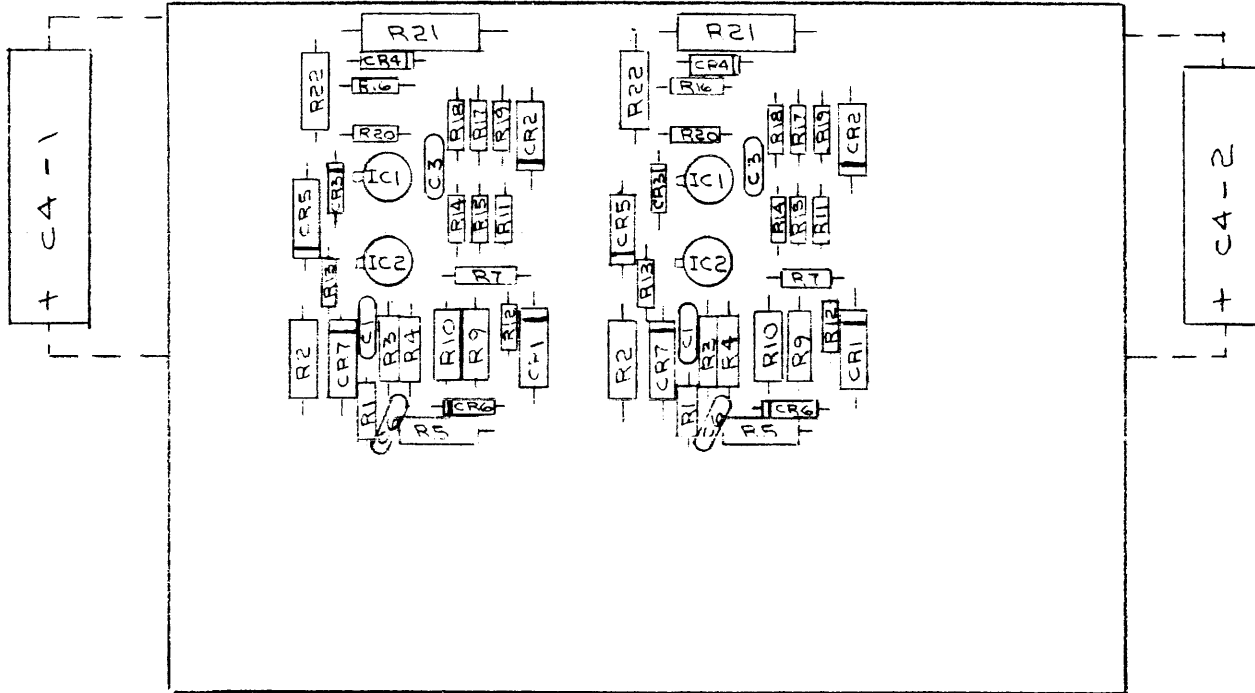 R21
R21
CR4
CR4
R22
R16
R22
R16
C4-1
+
R18
R17
R19
CR2
R18
R17
R19
CR2
R20
R20
C3
C3
IC1
IC1
CR3
CR3
CR5
CR5
R14
R15
R11
R14
R15
R11
C4-2
+
IC2
IC2
R13
R13
R7
R7
R2
CR7
C1
R3
R4
R10
R9
R12
R2
CR7
C1
R3
R4
R10
R9
R12
CR1
R1
CR6
R5
R1
CR6
R5